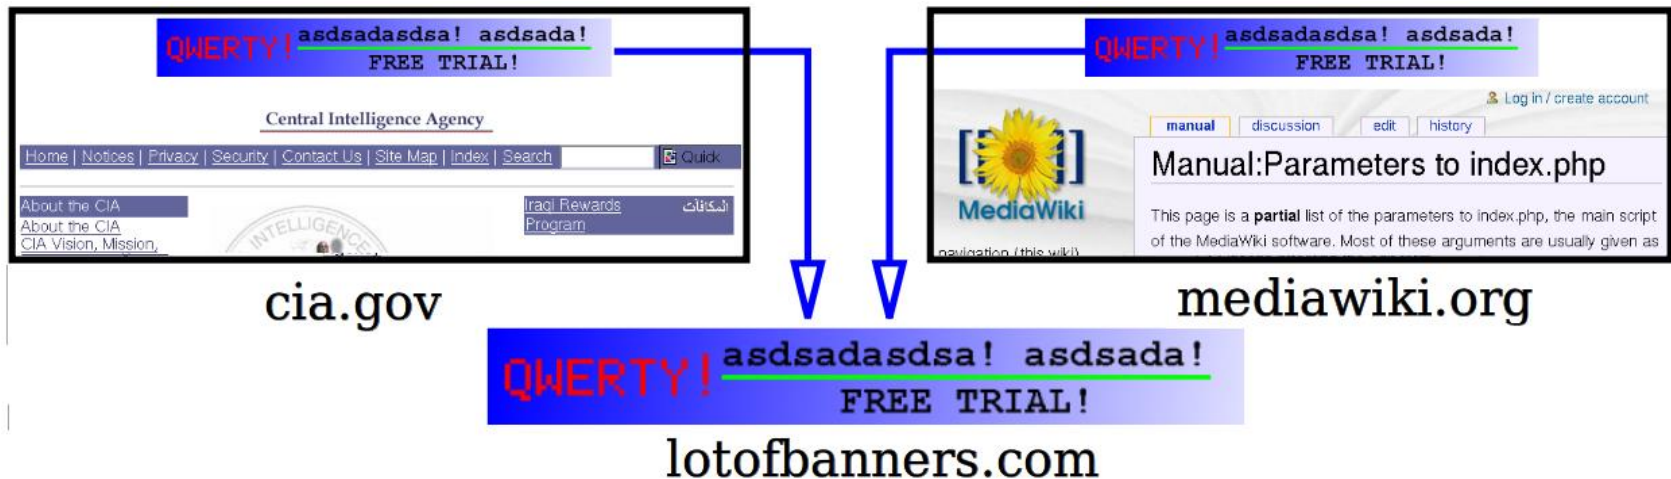 QWERTY! asdsadasdsa! asdsada!
FREE TRIAL!
Central Intelligence Agency
Home | Notices | Privacy | Security | Contact Us | Site Map | Index | Search Quick
About the CIA
About the CIA
CIA Vision, Mission,
INTELLIGENCE
Iraqi Rewards المكافآت
Program
cia.gov
QWERTY! asdsadasdsa! asdsada!
FREE TRIAL!
Log in / create account
manual discussion edit history
[[ ]]
MediaWiki
navigation (this wiki)
Manual:Parameters to index.php
This page is a partial list of the parameters to index.php, the main script
of the MediaWiki software. Most of these arguments are usually given as
mediawiki.org
QWERTY! asdsadasdsa! asdsada!
FREE TRIAL!
lotofbanners.com